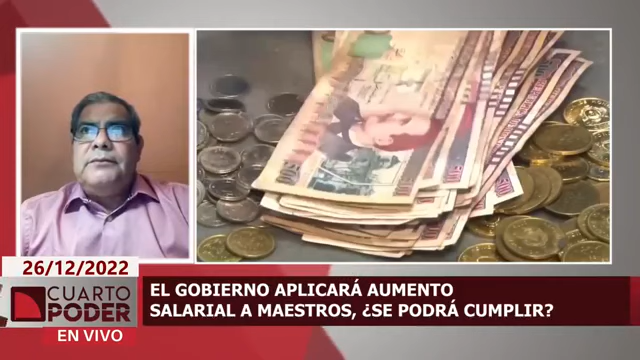 26/12/2022
CUARTO
PODER
EN VIVO
EL GOBIERNO APLICARÁ AUMENTO
SALARIAL A MAESTROS, ¿SE PODRÁ CUMPLIR?